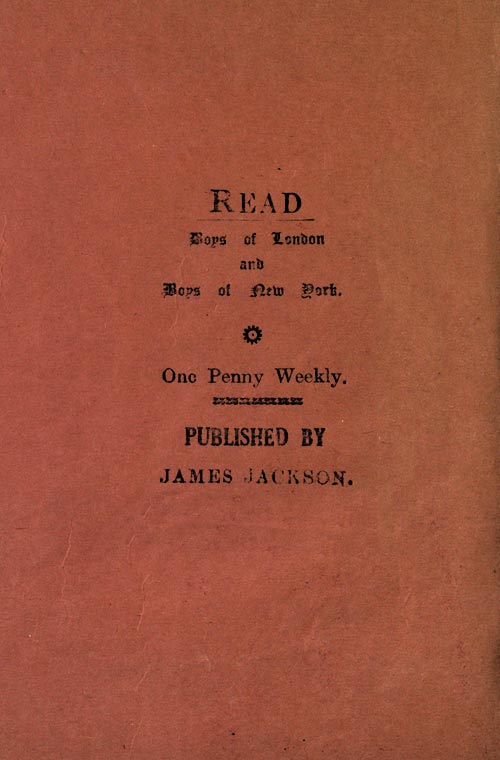 READ
Boys of London
and
Boys of New York.
One Penny Weekly.
PUBLISHED BY
JAMES JACKSON.